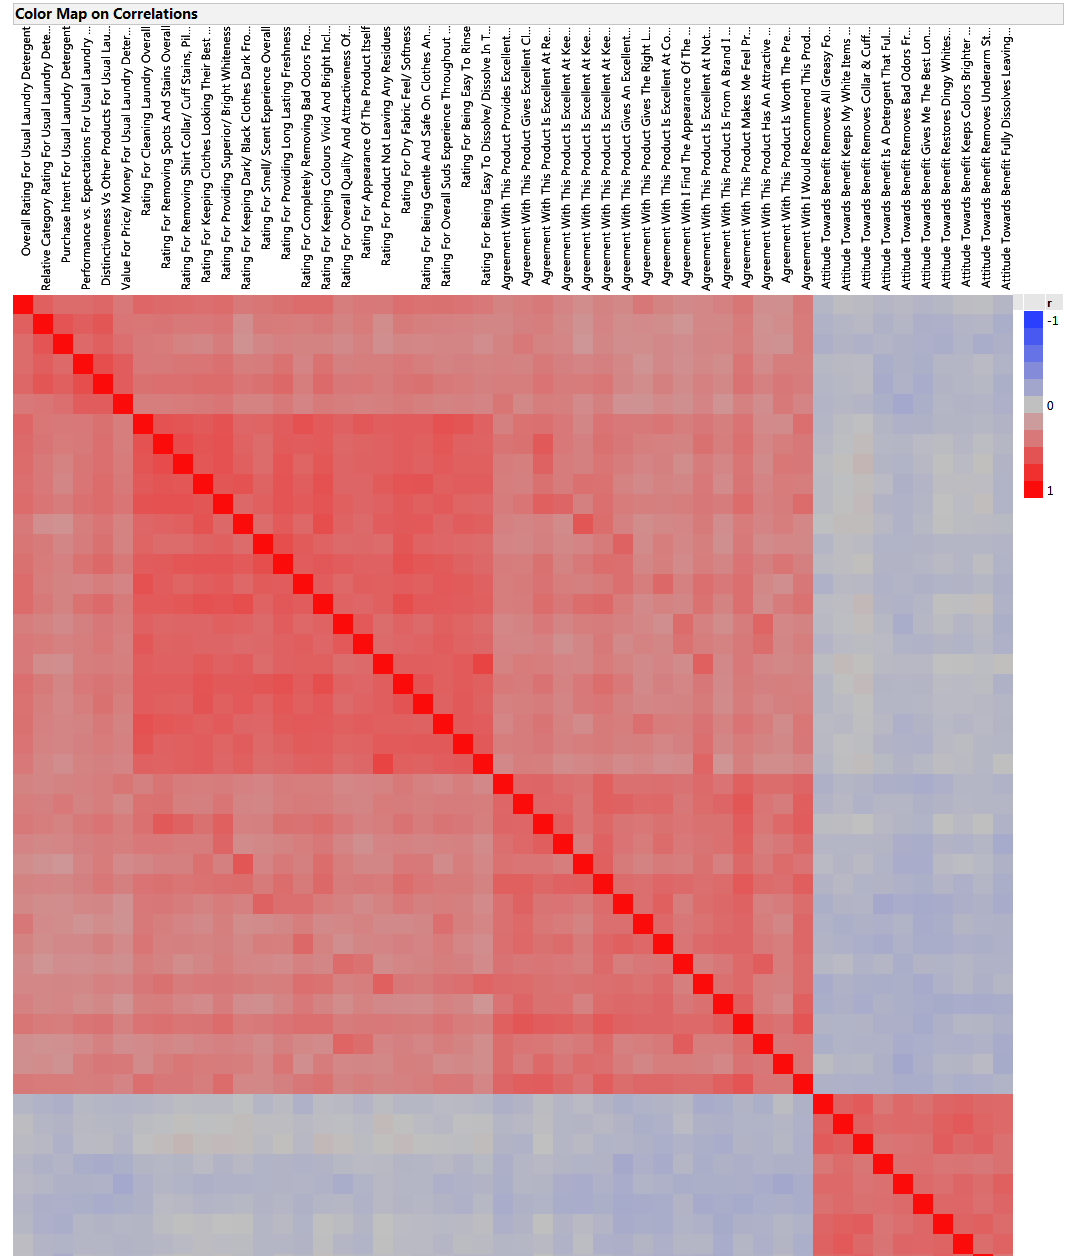 Color Map on Correlations
Overall Rating For Usual Laundry Detergent
Relative Category Rating For Usual Laundry Dete...
Purchase Intent For Usual Laundry Detergent
Performance vs. Expectations For Usual Laundry ...
Distinctiveness Vs Other Products For Usual Lau...
Value For Price/ Money For Usual Laundry Deter...
Rating For Cleaning Laundry Overall
Rating For Removing Spots And Stains Overall
Rating For Removing Shirt Collar/ Cuff Stains, Pil...
Rating For Keeping Clothes Looking Their Best ...
Rating For Providing Superior/ Bright Whiteness
Rating For Keeping Dark/ Black Clothes Dark Fro...
Rating For Smell/ Scent Experience Overall
Rating For Providing Long Lasting Freshness
Rating For Completely Removing Bad Odors Fro...
Rating For Keeping Colours Vivid And Bright Incl...
Rating For Overall Quality And Attractiveness Of...
Rating For Appearance Of The Product Itself
Rating For Product Not Leaving Any Residues
Rating For Dry Fabric Feel/ Softness
Rating For Being Gentle And Safe On Clothes An...
Rating For Overall Suds Experience Throughout ...
Rating For Being Easy To Rinse
Rating For Being Easy To Dissolve/ Dissolve In T...
Agreement With This Product Provides Excellent...
Agreement With This Product Gives Excellent Cl...
Agreement With This Product Is Excellent At Re...
Agreement With This Product Is Excellent At Kee...
Agreement With This Product Is Excellent At Kee...
Agreement With This Product Is Excellent At Kee...
Agreement With This Product Gives An Excellent...
Agreement With This Product Gives The Right L...
Agreement With This Product Is Excellent At Co...
Agreement With I Find The Appearance Of The ...
Agreement With This Product Is Excellent At Not...
Agreement With This Product Is From A Brand I ...
Agreement With This Product Makes Me Feel Pr...
Agreement With This Product Has An Attractive ...
Agreement With This Product Is Worth The Pre...
Agreement With I Would Recommend This Prod...
Attitude Towards Benefit Removes All Greasy Fo...
Attitude Towards Benefit Keeps My White Items ...
Attitude Towards Benefit Removes Collar & Cuff...
Attitude Towards Benefit Is A Detergent That Ful...
Attitude Towards Benefit Removes Bad Odors Fr...
Attitude Towards Benefit Gives Me The Best Lon...
Attitude Towards Benefit Restores Dingy Whites...
Attitude Towards Benefit Keeps Colors Brighter ...
Attitude Towards Benefit Removes Underarm St...
Attitude Towards Benefit Fully Dissolves Leaving...
r
-1
0
1